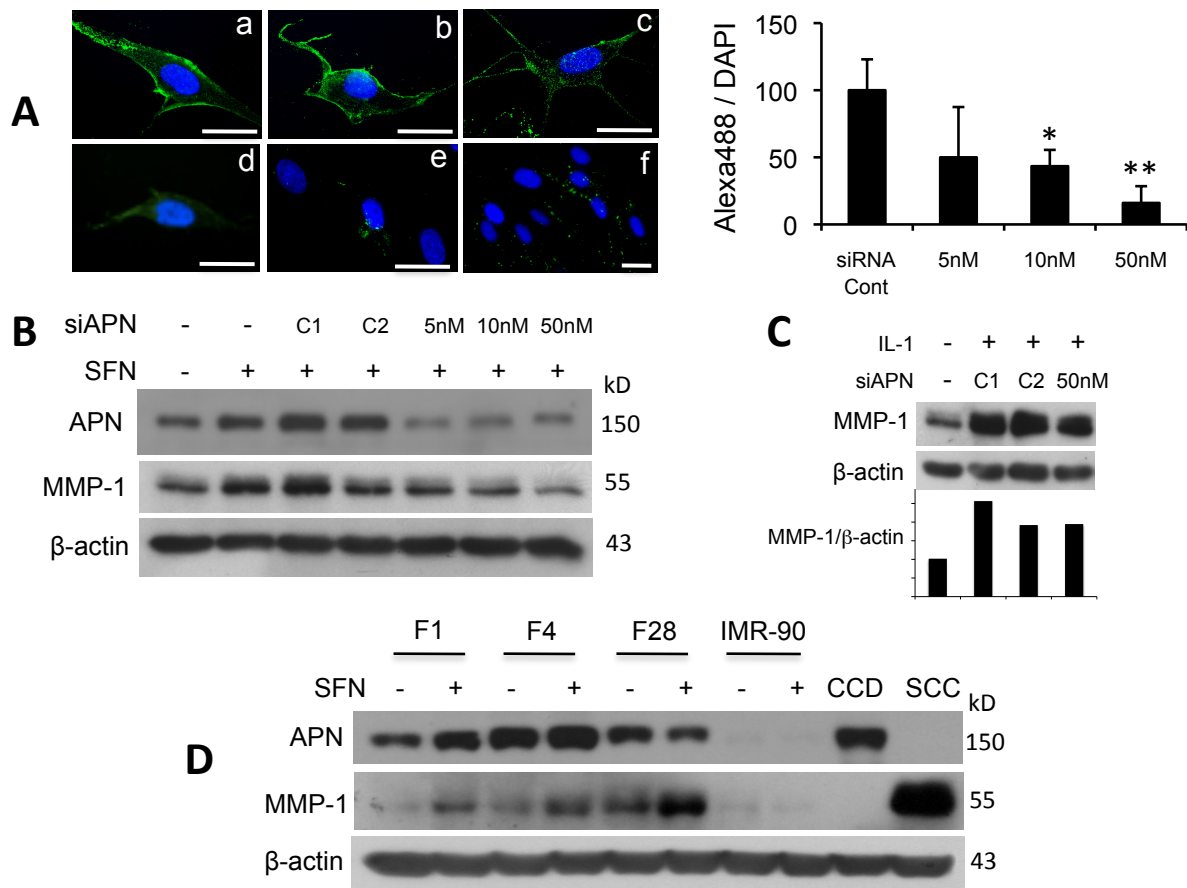 A
a
b
c
d
e
f
Alexa488 / DAPI
150
100
50
0
*
**
siRNA Cont
5nM
10nM
50nM
B
siAPN - - C1 C2 5nM 10nM 50nM
SFN - + + + + + +
kD
APN 150
MMP-1 55
β-actin 43
C
IL-1 - + + +
siAPN - C1 C2 50nM
MMP-1
β-actin
MMP-1/β-actin
D
F1 F4 F28 IMR-90
SFN - + - + - + - + CCD SCC
kD
APN 150
MMP-1 55
β-actin 43